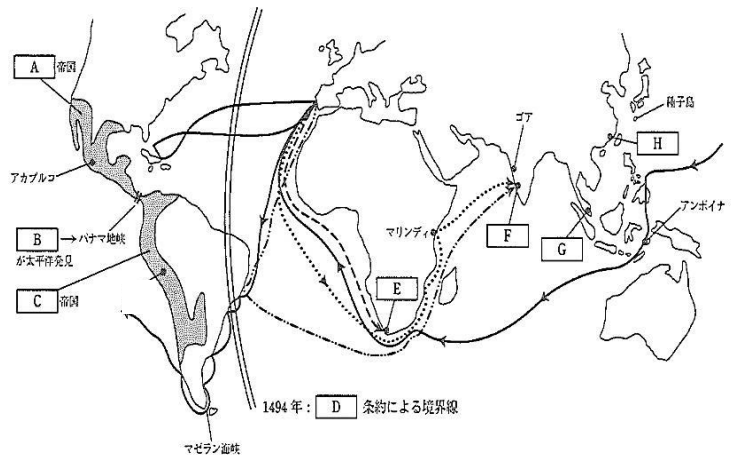 A 帝国
アカプルコ
B → パナマ地峡
が太平洋発見
C 帝国
ゴア
種子島
H
マリンディ
F
G
アンボイナ
E
1494年: D 条約による境界線
マゼラン海峡